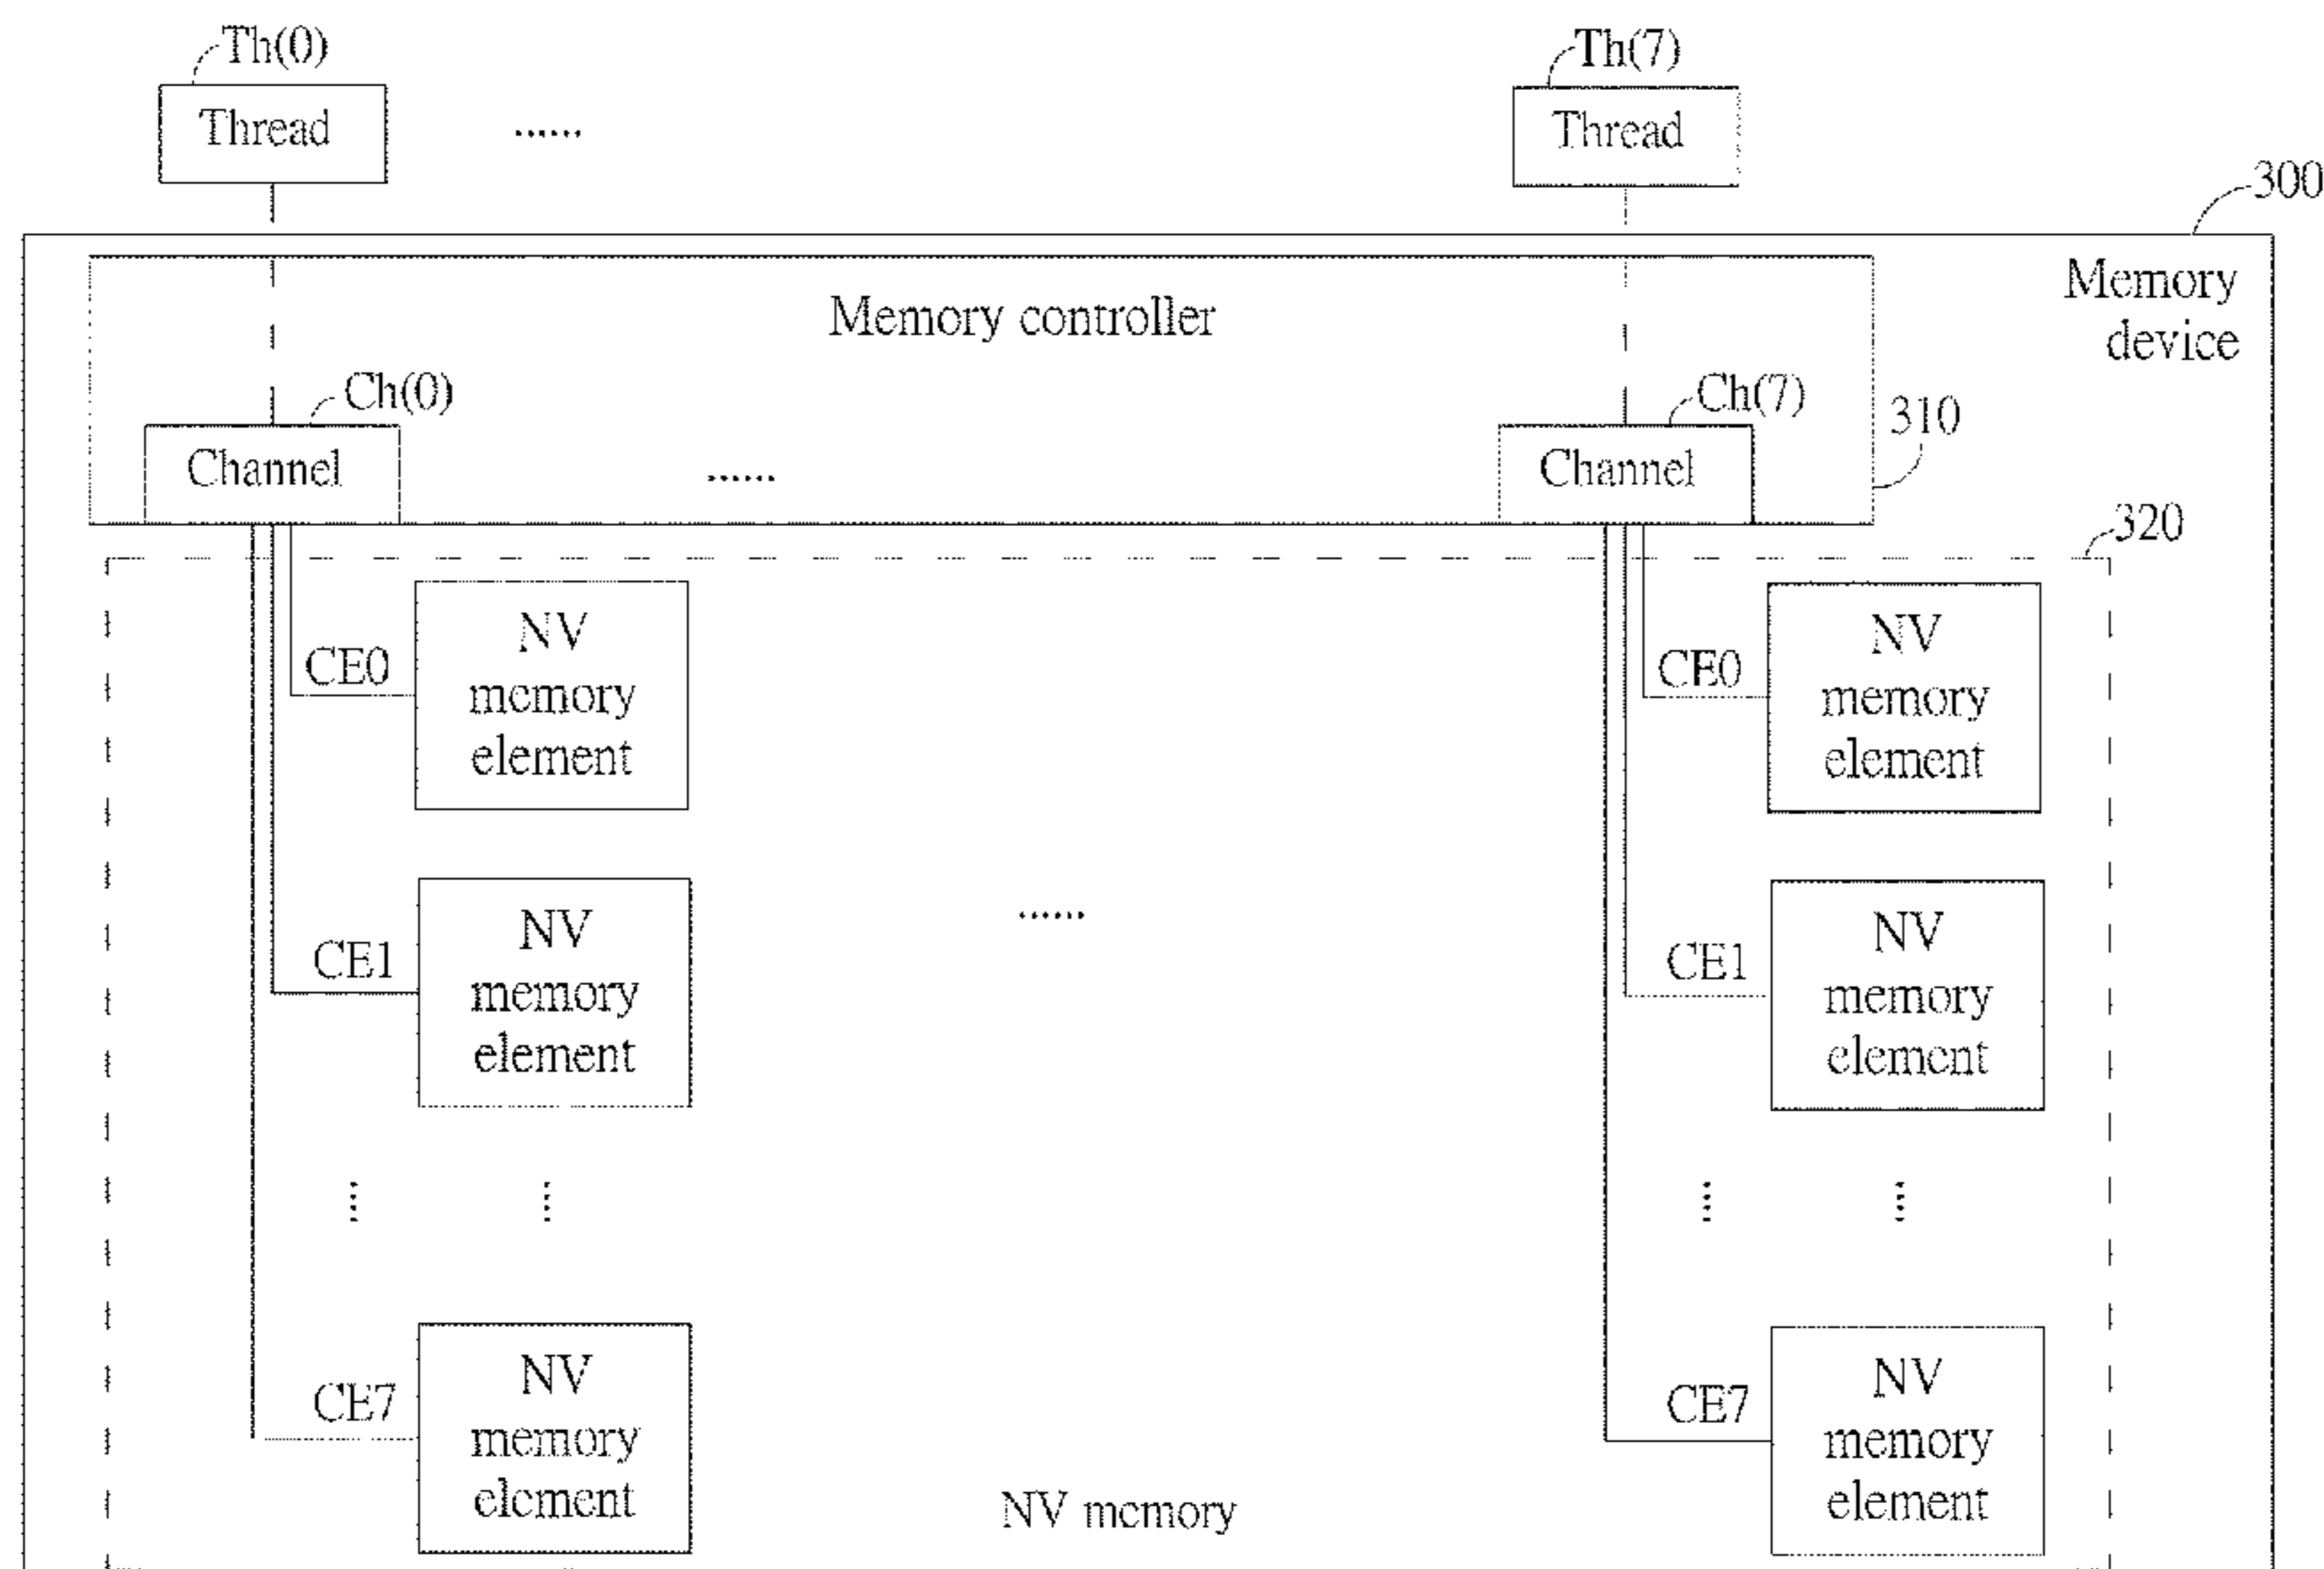 Th(0)
Th(7)
Thread
......
Thread
300
Memory controller
Memory
device
Ch(0)
Ch(7)
310
Channel
......
Channel
320
NV
memory
element
CE0
NV
memory
element
CE0
NV
memory
element
CE1
......
NV
memory
element
CE1
NV
memory
element
CE7
NV
memory
element
CE7
NV memory